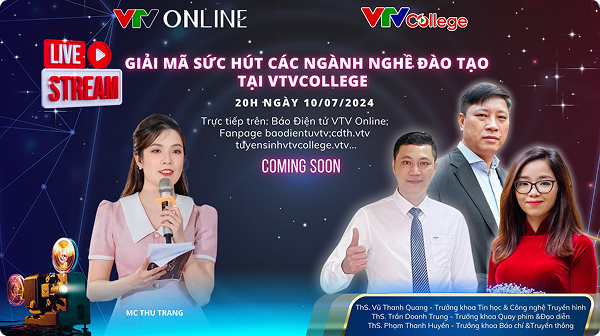 VTV ONLINE
VTV College
LIVE
STREAM
GIẢI MÃ SỨC HÚT CÁC NGÀNH NGHỀ ĐÀO TẠO
TẠI VTVCOLLEGE
20H NGÀY 10/07/2024
Trực tiếp trên: Báo Điện tử VTV Online;
Fanpage baodientuvtv;cdth.vtv
tuyensinhvtvcollege.vtv...
COMING SOON
MC THU TRANG
ThS. Vũ Thanh Quang - Trưởng khoa Tin học & Công nghệ Truyền hình
ThS. Trần Doanh Trung - Trưởng khoa Quay phim &Đạo diễn
ThS. Phạm Thanh Huyền - Trưởng khoa Báo chí &Truyền thông